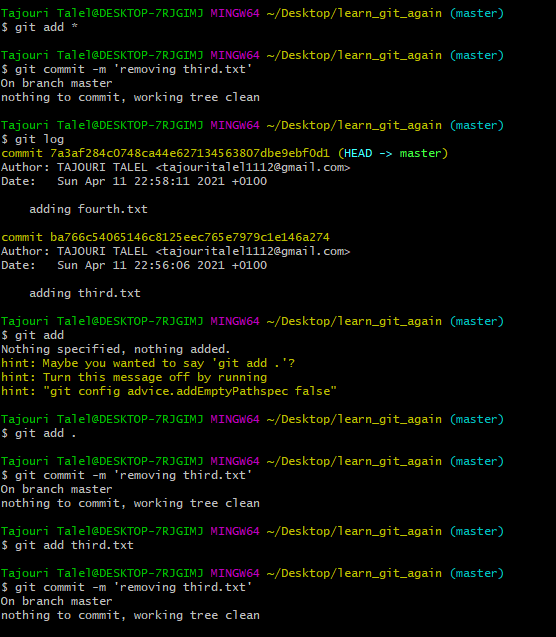 Tajouri Talel@DESKTOP-7RJGIMJ MINGW64 ~/Desktop/learn_git_again (master)
$ git add *
Tajouri Talel@DESKTOP-7RJGIMJ MINGW64 ~/Desktop/learn_git_again (master)
$ git commit -m 'removing third.txt'
On branch master
nothing to commit, working tree clean
Tajouri Talel@DESKTOP-7RJGIMJ MINGW64 ~/Desktop/learn_git_again (master)
$ git log
commit 7a3af284c0748ca44e627134563807dbe9ebf0d1 (HEAD -> master)
Author: TAJOURI TALEL <tajouritalel1112@gmail.com>
Date:   Sun Apr 11 22:58:11 2021 +0100
    adding fourth.txt
commit ba766c54065146c8125eec765e7979c1e146a274
Author: TAJOURI TALEL <tajouritalel1112@gmail.com>
Date:   Sun Apr 11 22:56:06 2021 +0100
    adding third.txt
Tajouri Talel@DESKTOP-7RJGIMJ MINGW64 ~/Desktop/learn_git_again (master)
$ git add
Nothing specified, nothing added.
hint: Maybe you wanted to say 'git add .'?
hint: Turn this message off by running
hint: "git config advice.addEmptyPathspec false"
Tajouri Talel@DESKTOP-7RJGIMJ MINGW64 ~/Desktop/learn_git_again (master)
$ git add .
Tajouri Talel@DESKTOP-7RJGIMJ MINGW64 ~/Desktop/learn_git_again (master)
$ git commit -m 'removing third.txt'
On branch master
nothing to commit, working tree clean
Tajouri Talel@DESKTOP-7RJGIMJ MINGW64 ~/Desktop/learn_git_again (master)
$ git add third.txt
Tajouri Talel@DESKTOP-7RJGIMJ MINGW64 ~/Desktop/learn_git_again (master)
$ git commit -m 'removing third.txt'
On branch master
nothing to commit, working tree clean